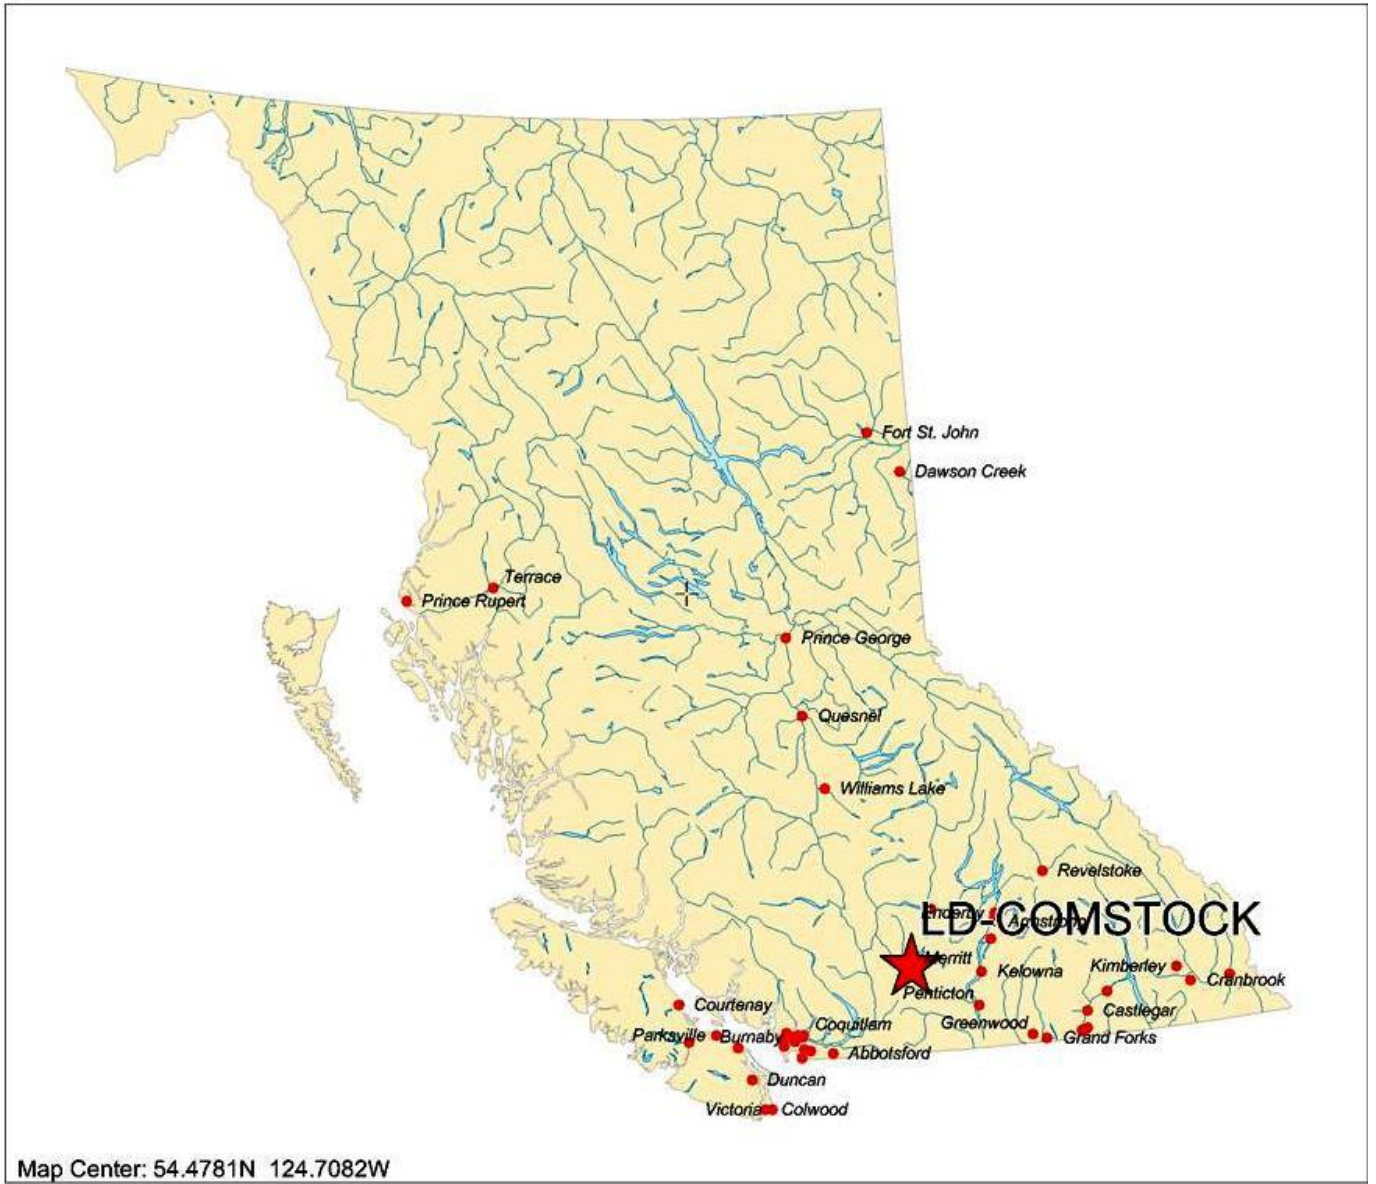 Fort St. John
Dawson Creek
Terrace
Prince Rupert
Prince George
Quesnel
Williams Lake
Revelstoke
Enderby
LD-COMSTOCK
Armstrong
Merritt
Kelowna
Kimberley
Cranbrook
Penticton
Courtenay
Castlegar
Greenwood
Coquitlam
Parksville
Burnaby
Grand Forks
Abbotsford
Duncan
Victoria
Colwood
Map Center: 54.4781N 124.7082W